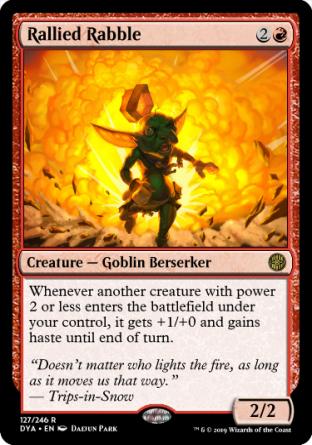 Rallied Rabble 2
Creature — Goblin Berserker
Whenever another creature with power
2 or less enters the battlefield under
your control, it gets +1/+0 and gains
haste until end of turn.
“Doesn’t matter who lights the fire, as long
as it moves us that way.”
— Trips-in-Snow
2/2
127/246 R
DYA • EN Daejun Park
™ & © 2019 Wizards of the Coast